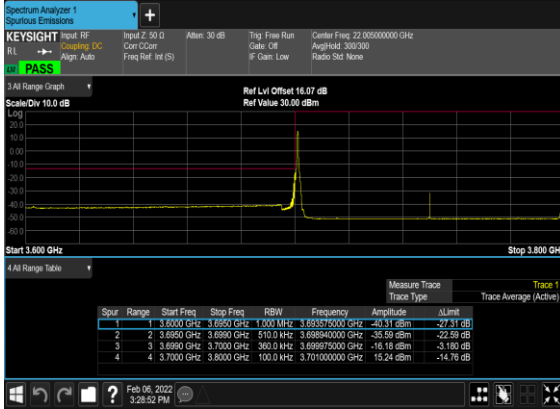 Spectrum Analyzer 1
Spurious Emissions
+
KEYSIGHT Input: RF Input Z: 50 Ω Atten: 30 dB Trig: Free Run Center Freq: 22.005000000 GHz
RL Coupling: DC Corr CCorr Gate: Off Avg|Hold: 300/300
Align: Auto Freq Ref: Int (S) IF Gain: Low Radio Std: None
PASS
3 All Range Graph Ref Lvl Offset 16.07 dB
Scale/Div 10.0 dB Ref Value 30.00 dBm
Log
20.0
10.0
0.00
-10.0
-20.0
-30.0
-40.0
-50.0
-60.0
Start 3.600 GHz Stop 3.800 GH
4 All Range Table
Measure Trace Trace 1
Trace Type Trace Average (Active)
Spur Range Start Freq Stop Freq RBW Frequency Amplitude ΔLimit
1 1 3.6000 GHz 3.6950 GHz 1.000 MHz 3.693575000 GHz -40.31 dBm -27.31 dB
2 2 3.6950 GHz 3.6990 GHz 510.0 kHz 3.698940000 GHz -35.59 dBm -22.59 dB
3 3 3.6990 GHz 3.7000 GHz 360.0 kHz 3.699975000 GHz -16.18 dBm -3.180 dB
4 4 3.7000 GHz 3.8000 GHz 100.0 kHz 3.701000000 GHz 15.24 dBm -14.76 dB
? Feb 06, 2022
3:28:52 PM